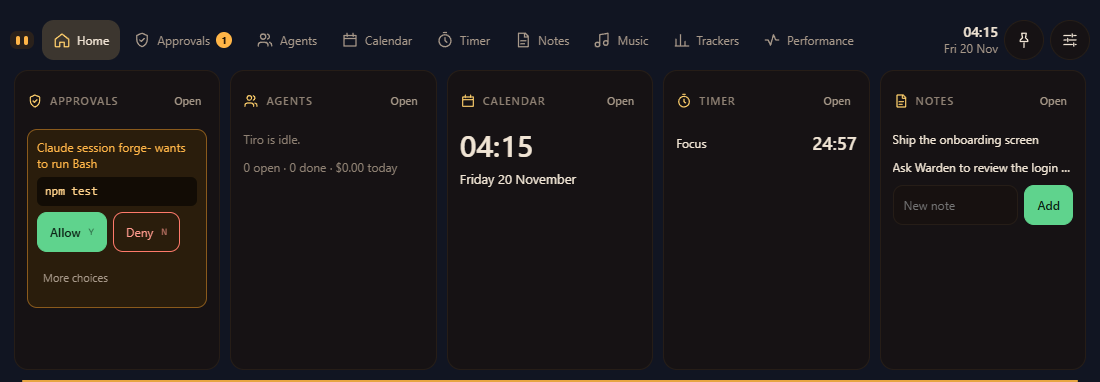 Home
Approvals 1
Agents
Calendar
Timer
Notes
Music
Trackers
Performance
04:15
Fri 20 Nov
APPROVALS Open
Claude session forge- wants
to run Bash
npm test
Allow Y
Deny N
More choices
AGENTS Open
Tiro is idle.
0 open · 0 done · $0.00 today
CALENDAR Open
04:15
Friday 20 November
TIMER Open
Focus 24:57
NOTES Open
Ship the onboarding screen
Ask Warden to review the login ...
New note Add